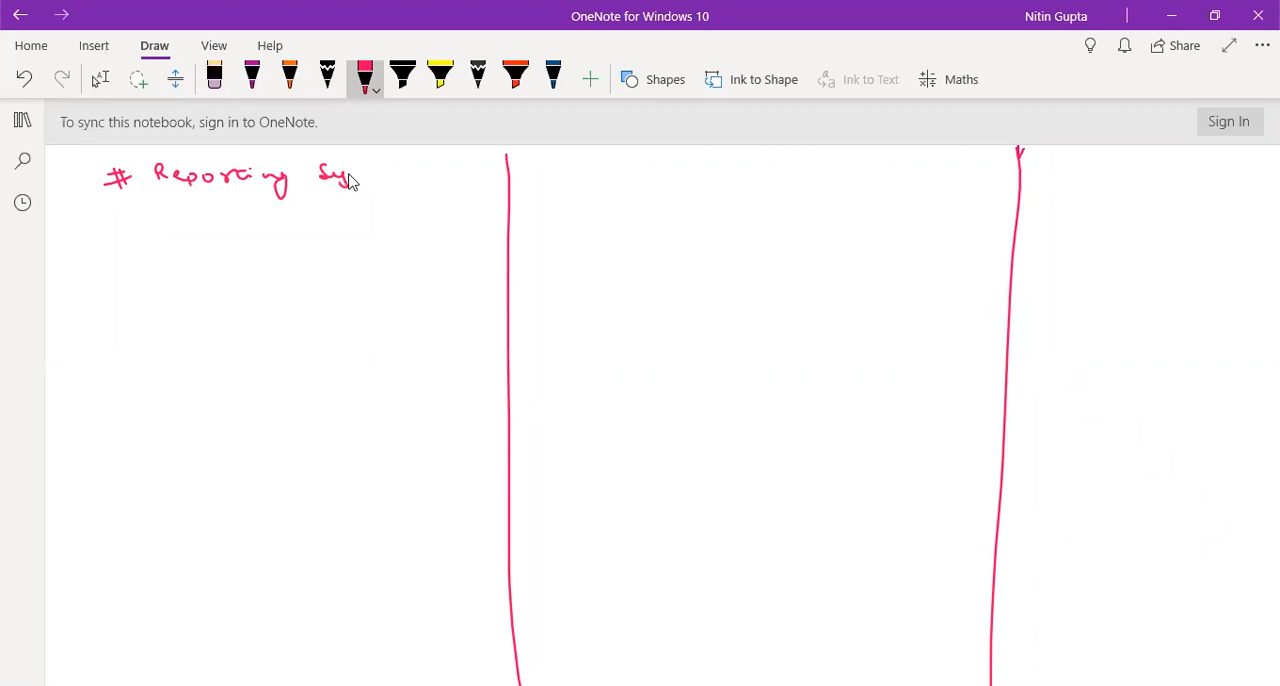 OneNote for Windows 10
Nitin Gupta
Home Insert Draw View Help
Share
Shapes Ink to Shape Ink to Text Maths
To sync this notebook, sign in to OneNote.
Sign In
# Reporting Sy